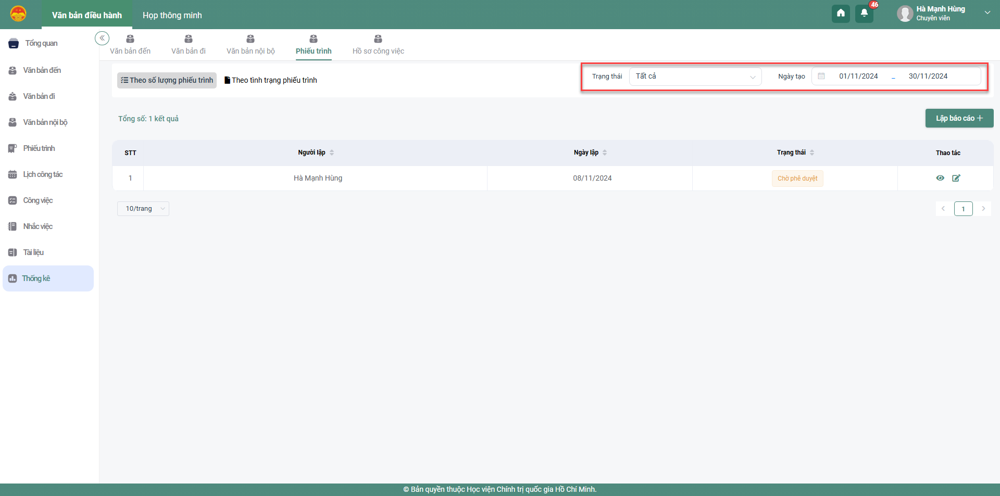 Văn bản điều hành
Họp thông minh
46
Hà Mạnh Hùng
Chuyên viên
Tổng quan
Văn bản đến
Văn bản đi
Văn bản nội bộ
Phiếu trình
Lịch công tác
Công việc
Nhắc việc
Tài liệu
Thống kê
Văn bản đến
Văn bản đi
Văn bản nội bộ
Phiếu trình
Hồ sơ công việc
Theo số lượng phiếu trình
Theo tình trạng phiếu trình
Trạng thái
Tất cả
Ngày tạo
01/11/2024 – 30/11/2024
Tổng số: 1 kết quả
Lập báo cáo +
STT Người lập Ngày lập Trạng thái Thao tác
1 Hà Mạnh Hùng 08/11/2024 Chờ phê duyệt
10/trang
1
© Bản quyền thuộc Học viện Chính trị quốc gia Hồ Chí Minh.